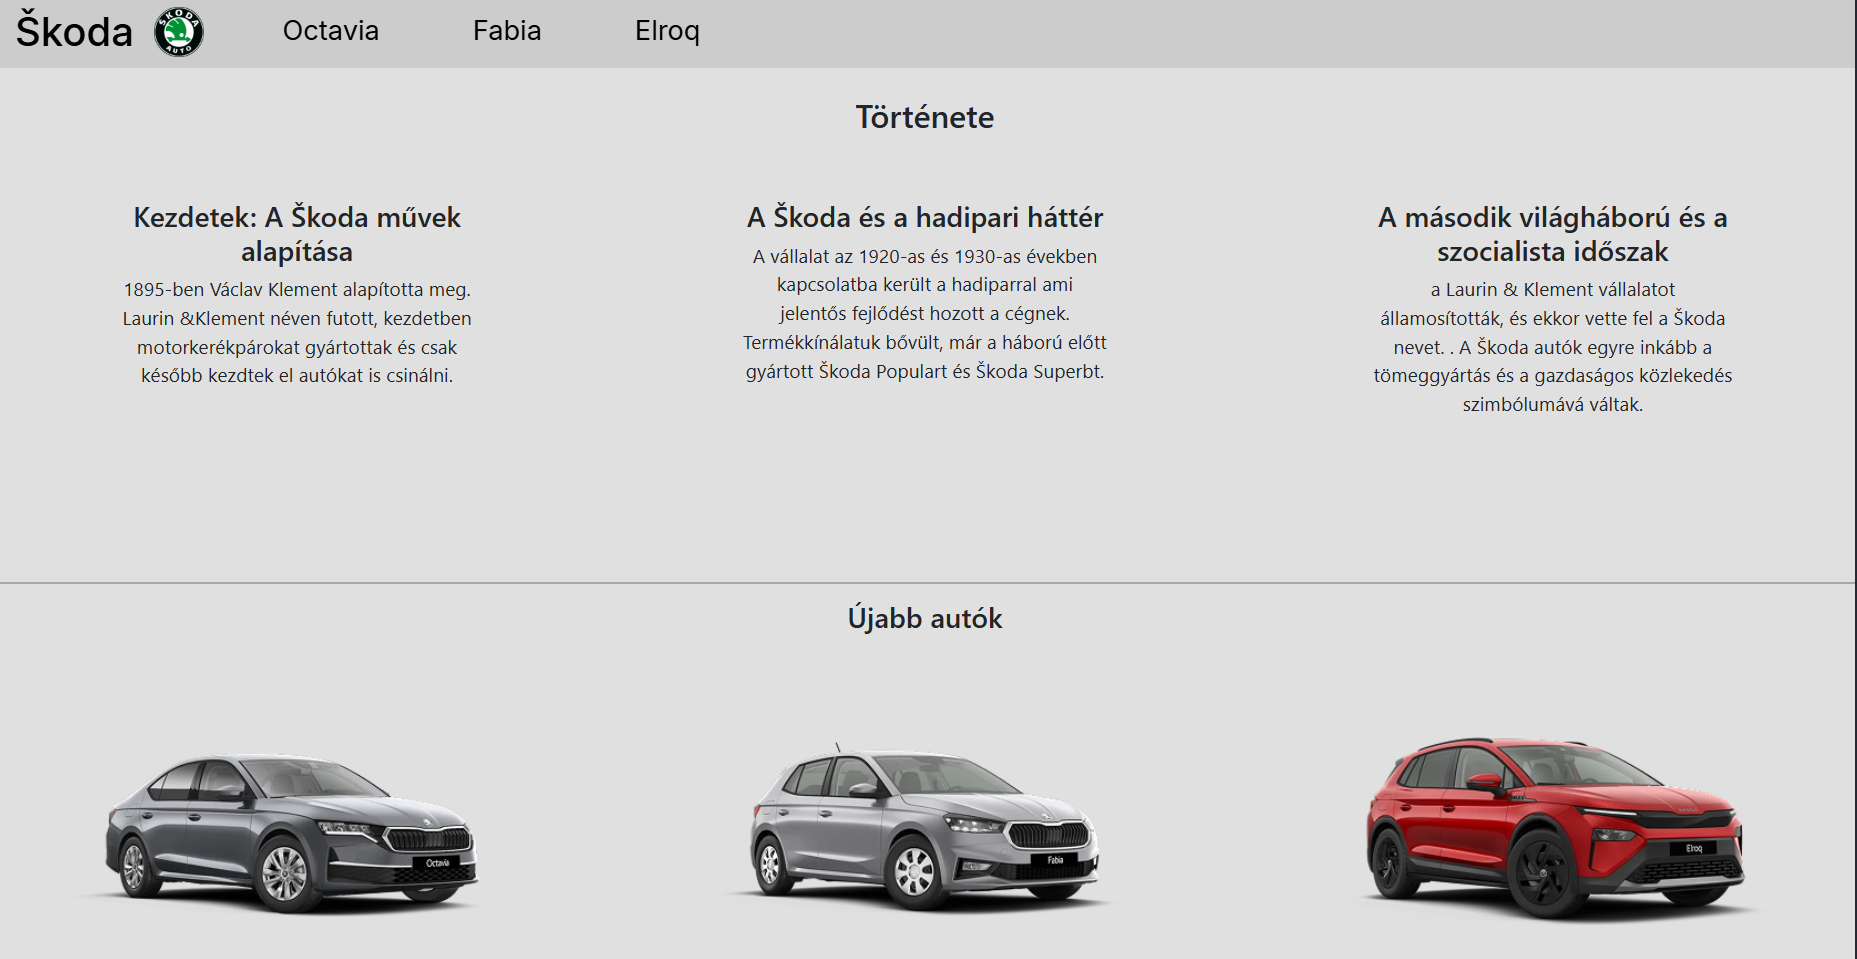 Škoda
ŠKODA
AUTO
Octavia
Fabia
Elroq
Története
Kezdetek: A Škoda művek
alapítása
1895-ben Václav Klement alapította meg.
Laurin &Klement néven futott, kezdetben
motorkerékpárokat gyártottak és csak
később kezdtek el autókat is csinálni.
A Škoda és a hadipari háttér
A vállalat az 1920-as és 1930-as években
kapcsolatba került a hadiparral ami
jelentős fejlődést hozott a cégnek.
Termékkínálatuk bővült, már a háború előtt
gyártott Škoda Populart és Škoda Superbt.
A második világháború és a
szocialista időszak
a Laurin & Klement vállalatot
államosították, és ekkor vette fel a Škoda
nevet. . A Škoda autók egyre inkább a
tömeggyártás és a gazdaságos közlekedés
szimbólumává váltak.
Újabb autók
Octavia
Fabia
Elroq